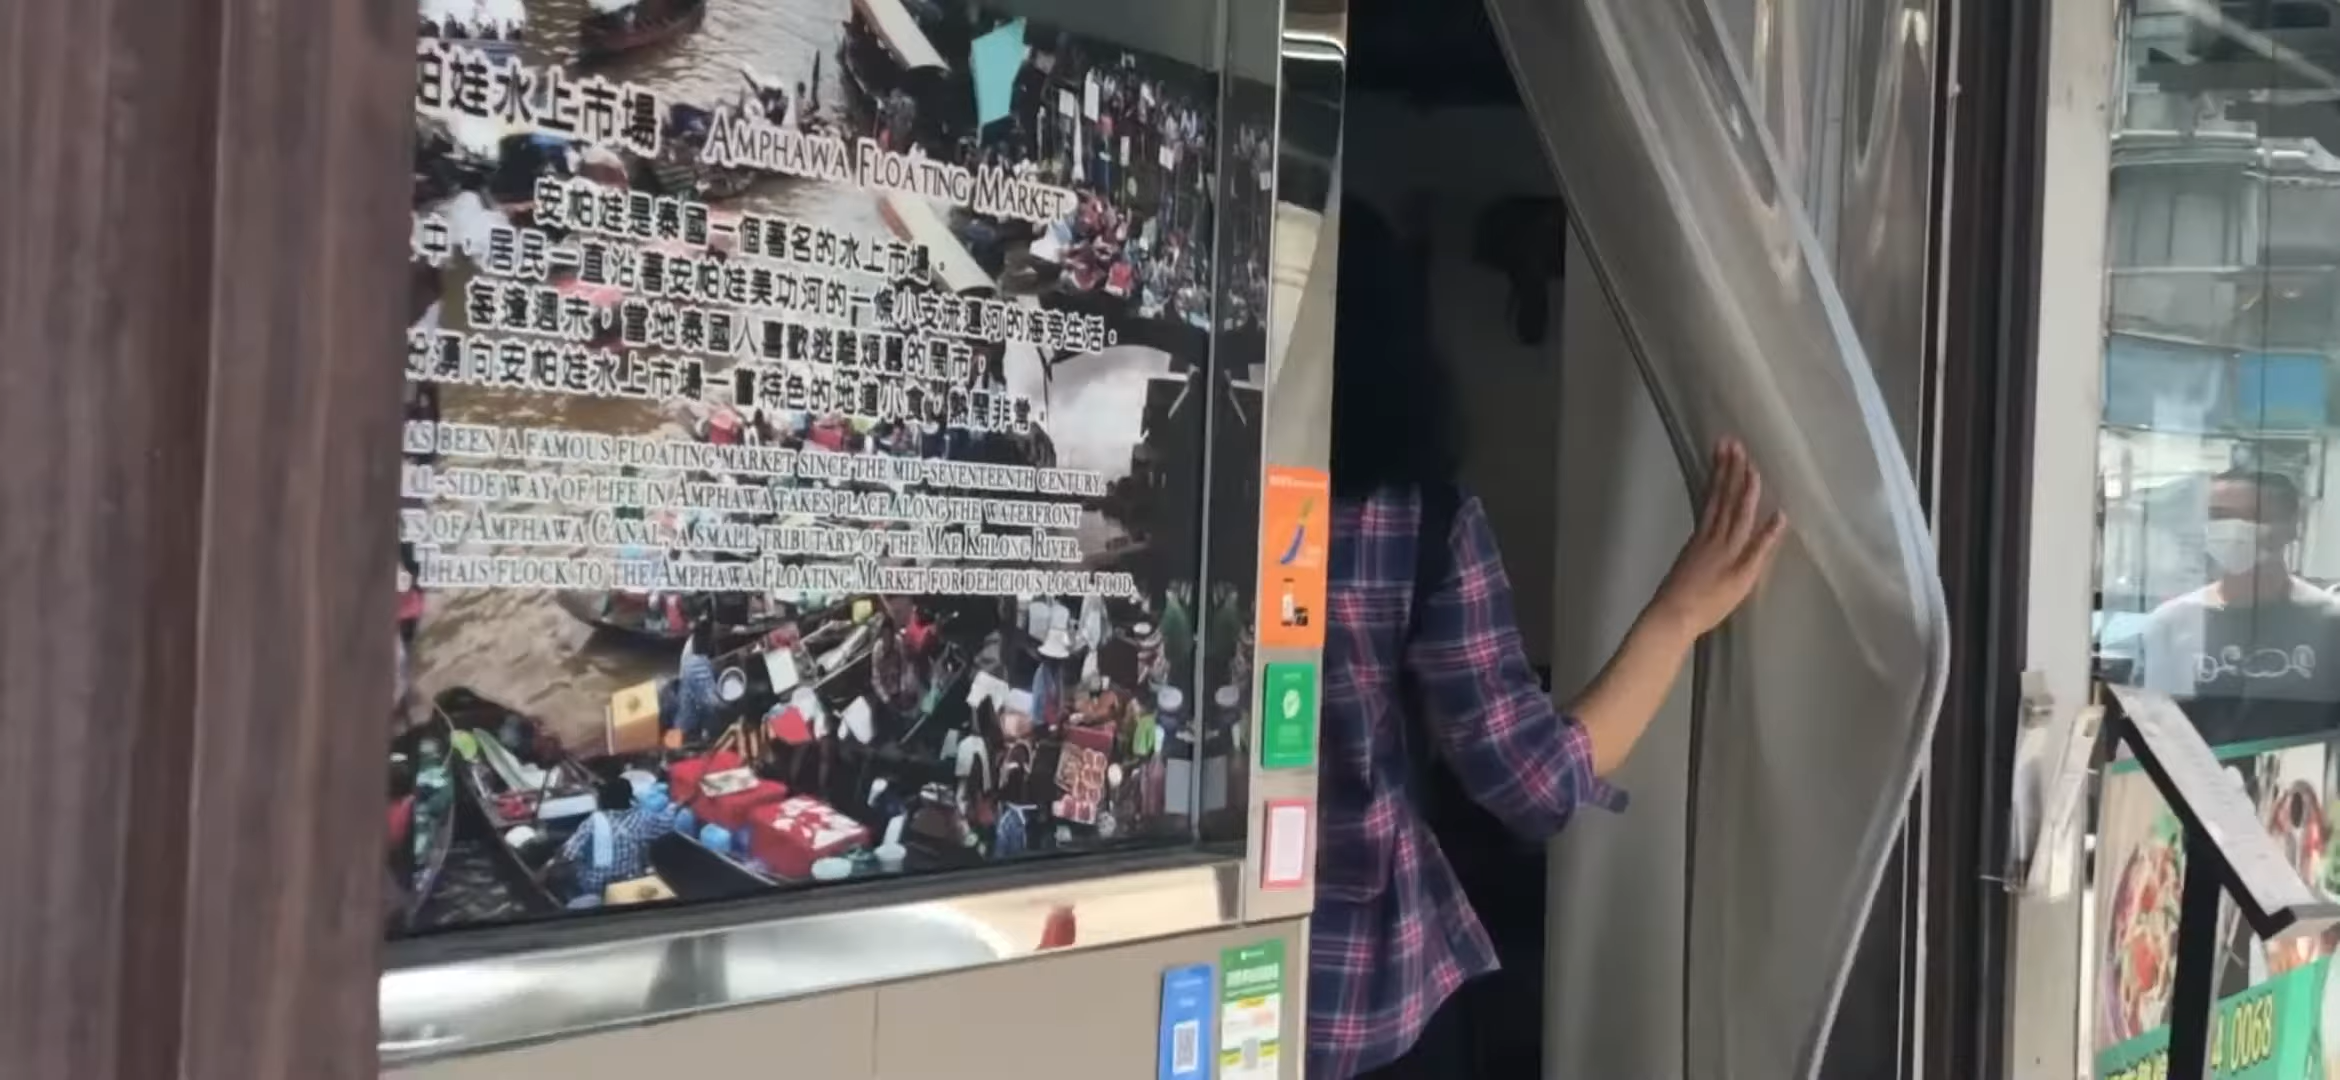 帕娃水上市場 AMPHAWA FLOATING MARKET
安帕娃是泰國一個著名的水上市場，
中，居民一直沿著安帕娃美功河的一條小支流運河的海旁生活。
每逢週末，當地泰國人喜歡逃離煩囂的鬧市，
湧向安帕娃水上市場一嘗特色的地道小食，熱鬧非常。
AS BEEN A FAMOUS FLOATING MARKET SINCE THE MID-SEVENTEENTH CENTURY.
AL-SIDE WAY OF LIFE IN AMPHAWA TAKES PLACE ALONG THE WATERFRONT
S OF AMPHAWA CANAL, A SMALL TRIBUTARY OF THE MAE KHLONG RIVER.
THAIS FLOCK TO THE AMPHAWA FLOATING MARKET FOR DELICIOUS LOCAL FOOD.
4 0068